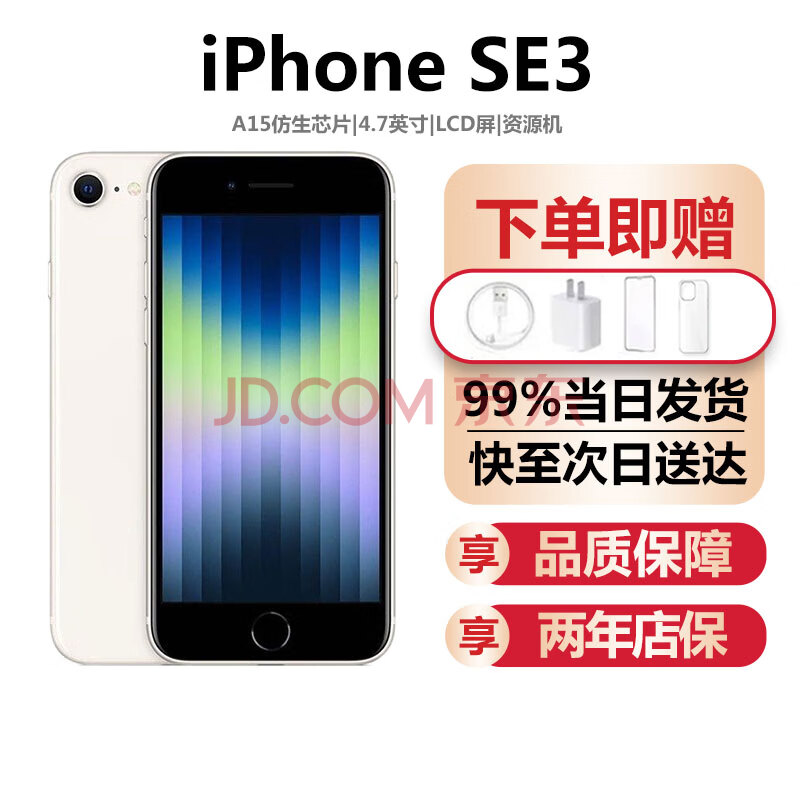 iPhone SE3
A15仿生芯片|4.7英寸|LCD屏|资源机
下单即赠
JD.COM 京东
99%当日发货
快至次日送达
享 品质保障
享 两年店保